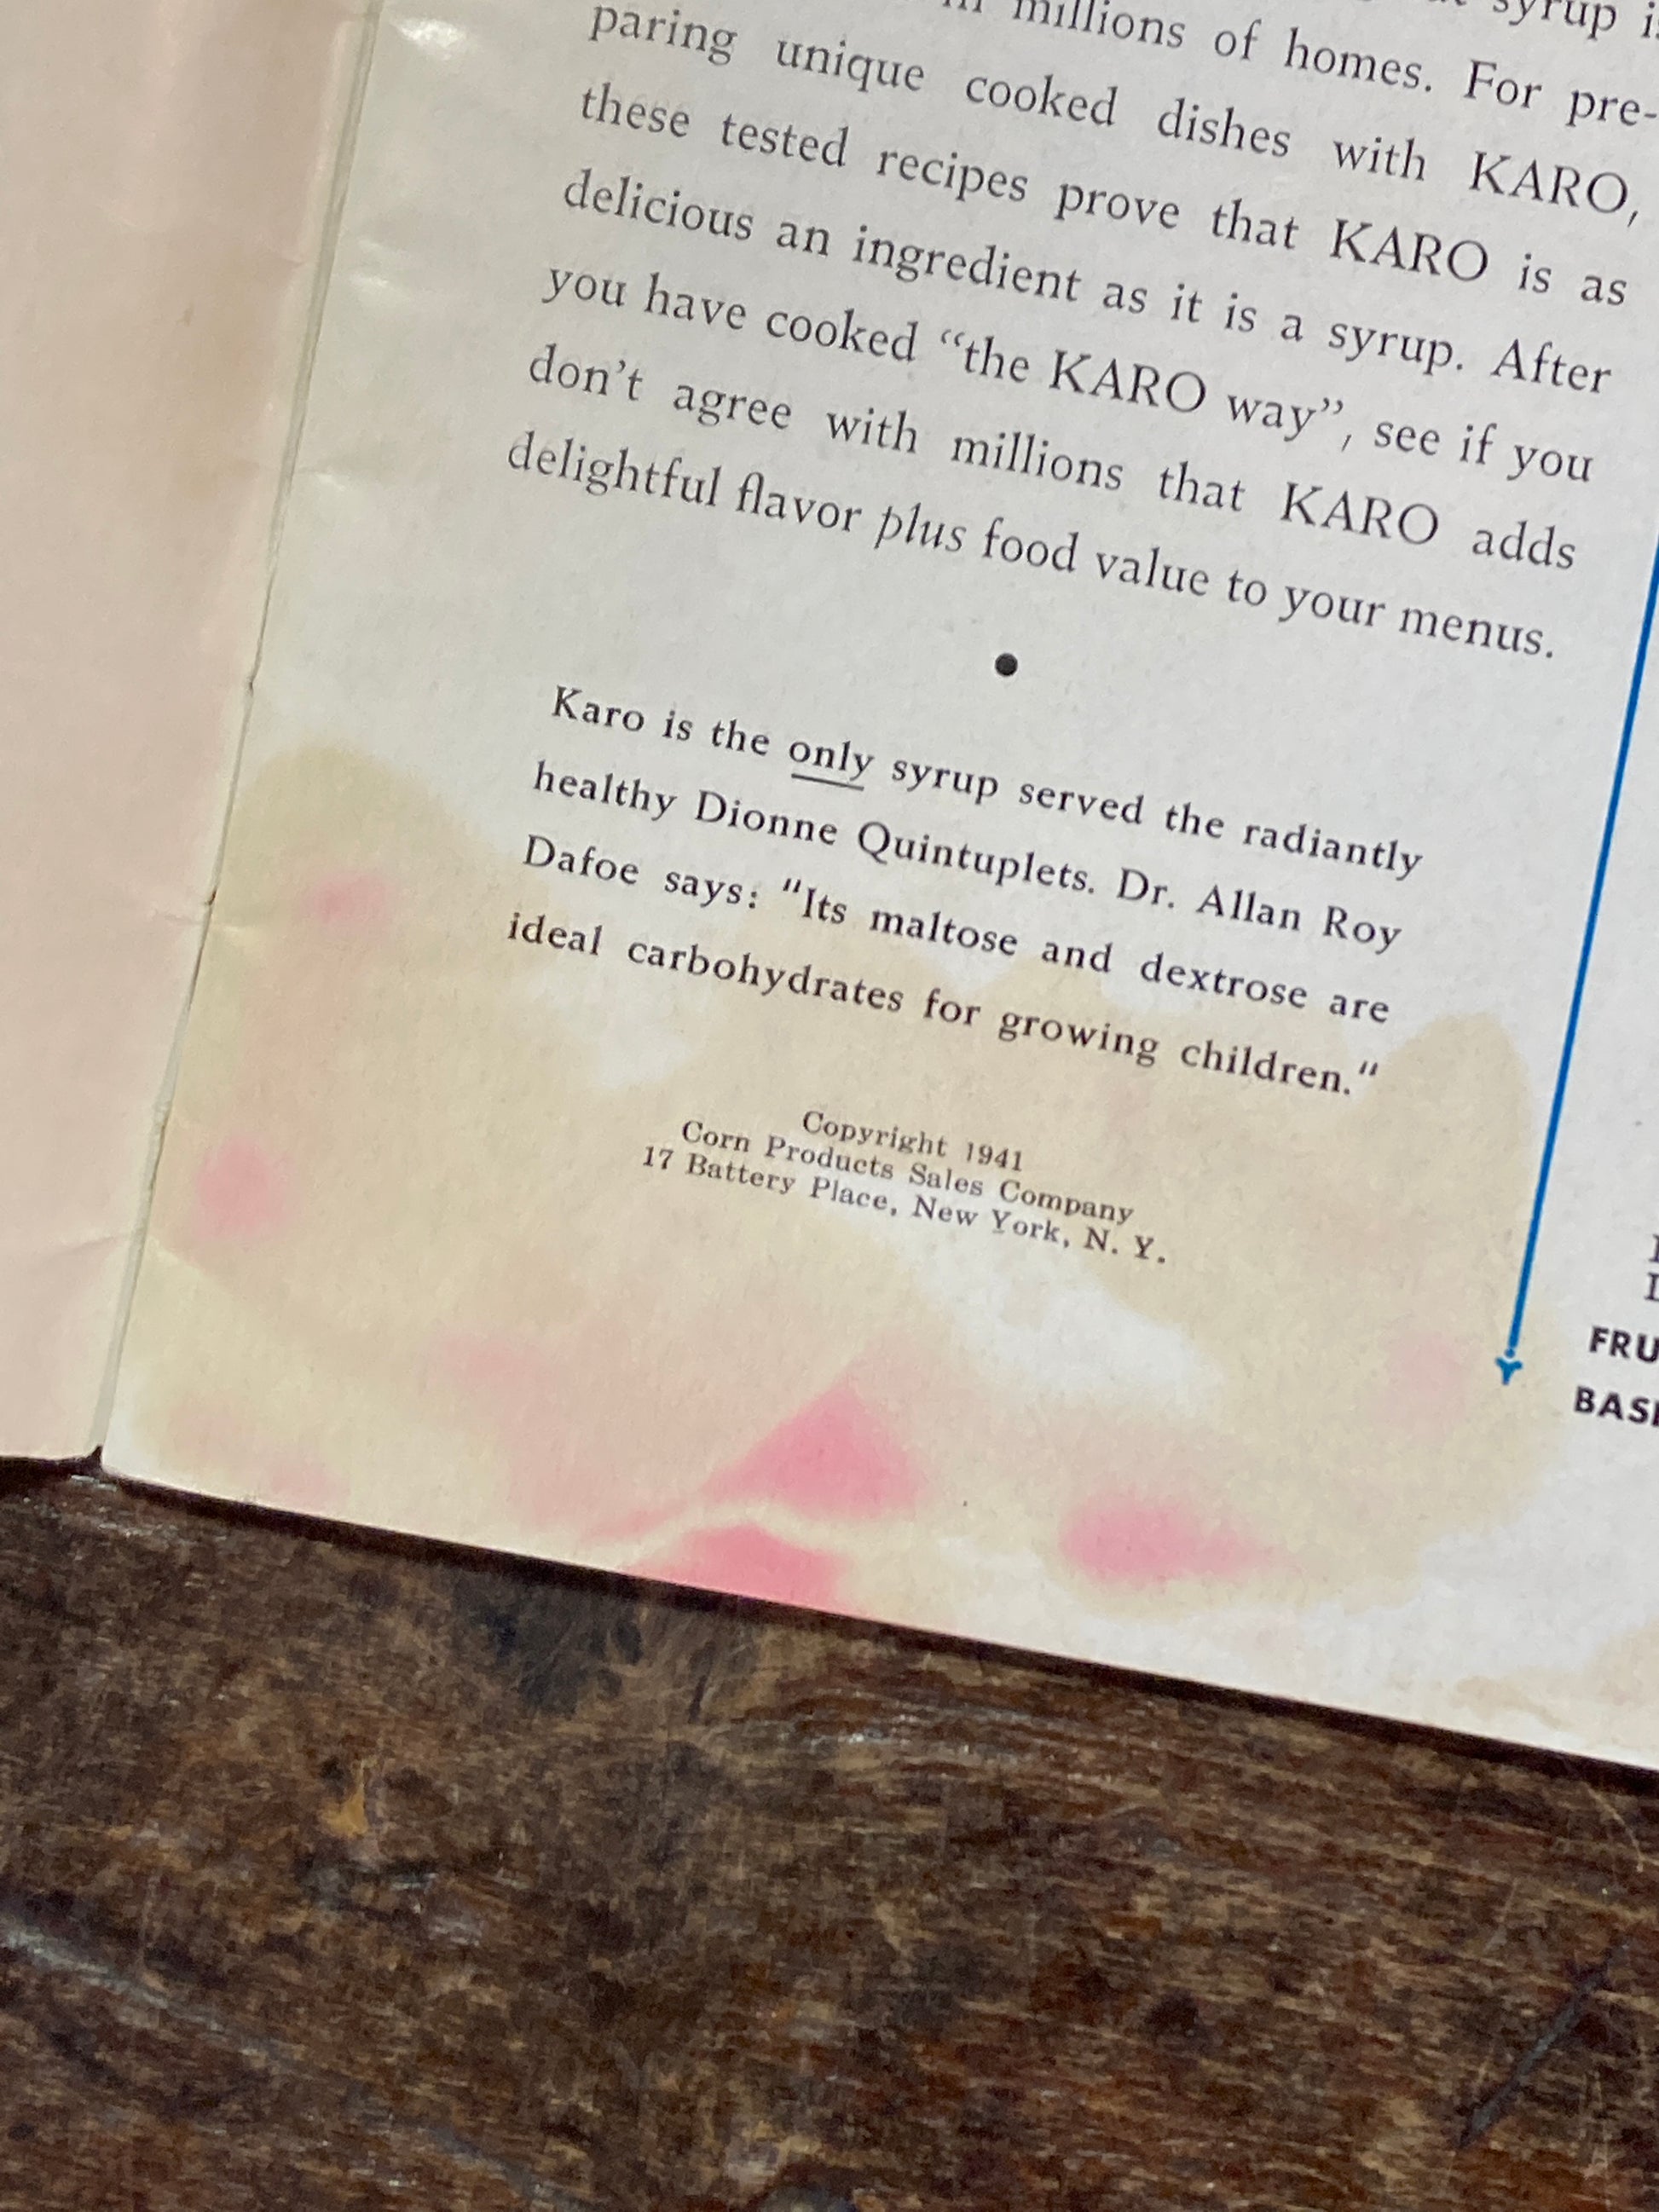 syrup
millions of homes. For pre-
paring unique cooked dishes with KARO,
these tested recipes prove that KARO is as
delicious an ingredient as it is a syrup. After
you have cooked “the KARO way”, see if you
don’t agree with millions that KARO adds
delightful flavor plus food value to your menus.
•
Karo is the only syrup served the radiantly
healthy Dionne Quintuplets. Dr. Allan Roy
Dafoe says: "Its maltose and dextrose are
ideal carbohydrates for growing children."
Copyright 1941
Corn Products Sales Company
17 Battery Place, New York, N. Y.
FRU
BAS